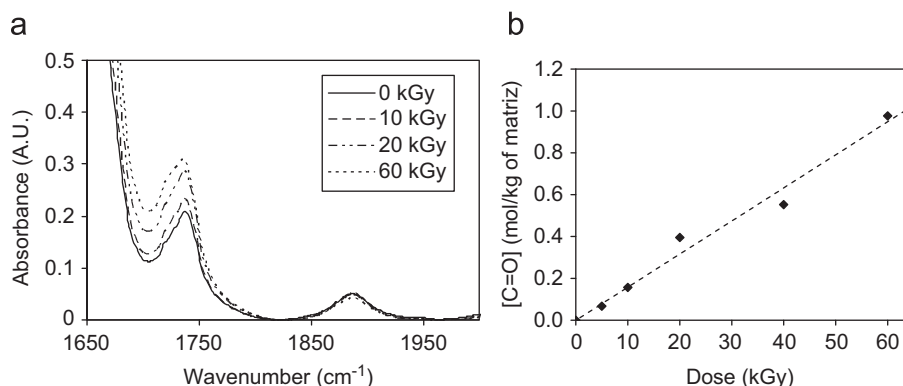 a
Absorbance (A.U.)
0.5
0.4
0.3
0.2
0.1
0
1650 1750 1850 1950
Wavenumber (cm-1)
0 kGy
10 kGy
20 kGy
60 kGy
b
[C=O] (mol/kg of matriz)
1.2
1.0
0.8
0.6
0.4
0.2
0.0
0 10 20 30 40 50 60
Dose (kGy)